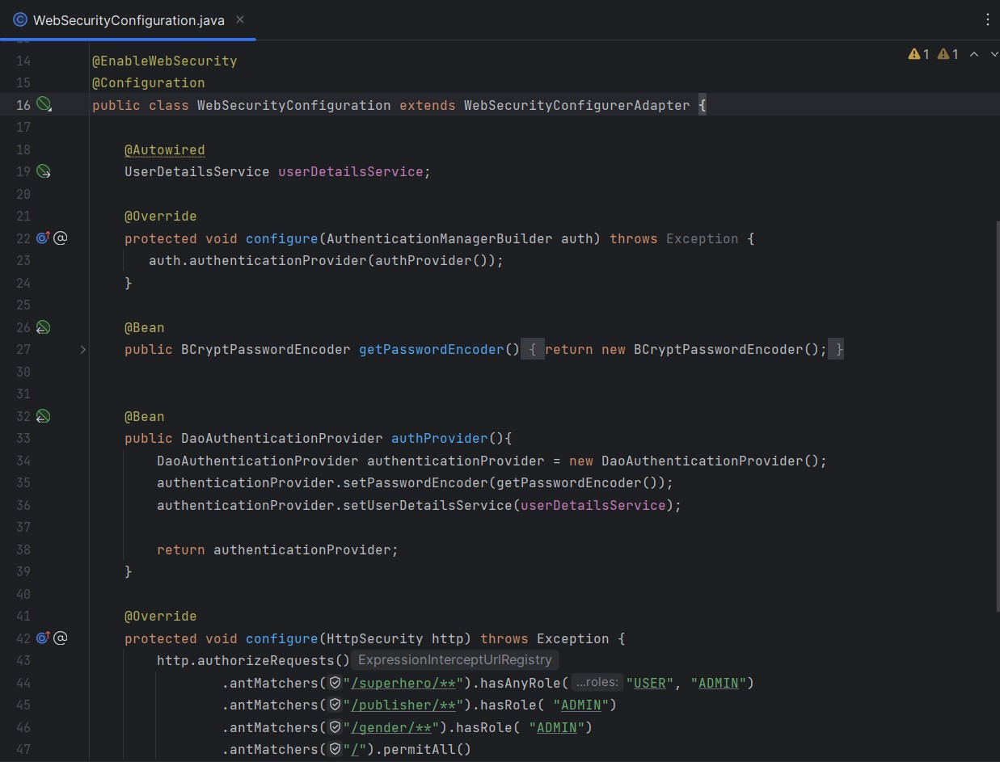 WebSecurityConfiguration.java
1 1
14 @EnableWebSecurity
15 @Configuration
16 public class WebSecurityConfiguration extends WebSecurityConfigurerAdapter {
17
18 @Autowired
19 UserDetailsService userDetailsService;
20
21 @Override
22 @ protected void configure(AuthenticationManagerBuilder auth) throws Exception {
23 auth.authenticationProvider(authProvider());
24 }
25
26 @Bean
27 public BCryptPasswordEncoder getPasswordEncoder() { return new BCryptPasswordEncoder(); }
30
31
32 @Bean
33 public DaoAuthenticationProvider authProvider(){
34 DaoAuthenticationProvider authenticationProvider = new DaoAuthenticationProvider();
35 authenticationProvider.setPasswordEncoder(getPasswordEncoder());
36 authenticationProvider.setUserDetailsService(userDetailsService);
37
38 return authenticationProvider;
39 }
40
41 @Override
42 @ protected void configure(HttpSecurity http) throws Exception {
43 http.authorizeRequests() ExpressionInterceptUrlRegistry
44 .antMatchers("/superhero/**").hasAnyRole( ...roles: "USER", "ADMIN")
45 .antMatchers("/publisher/**").hasRole( "ADMIN")
46 .antMatchers("/gender/**").hasRole( "ADMIN")
47 .antMatchers("/").permitAll()